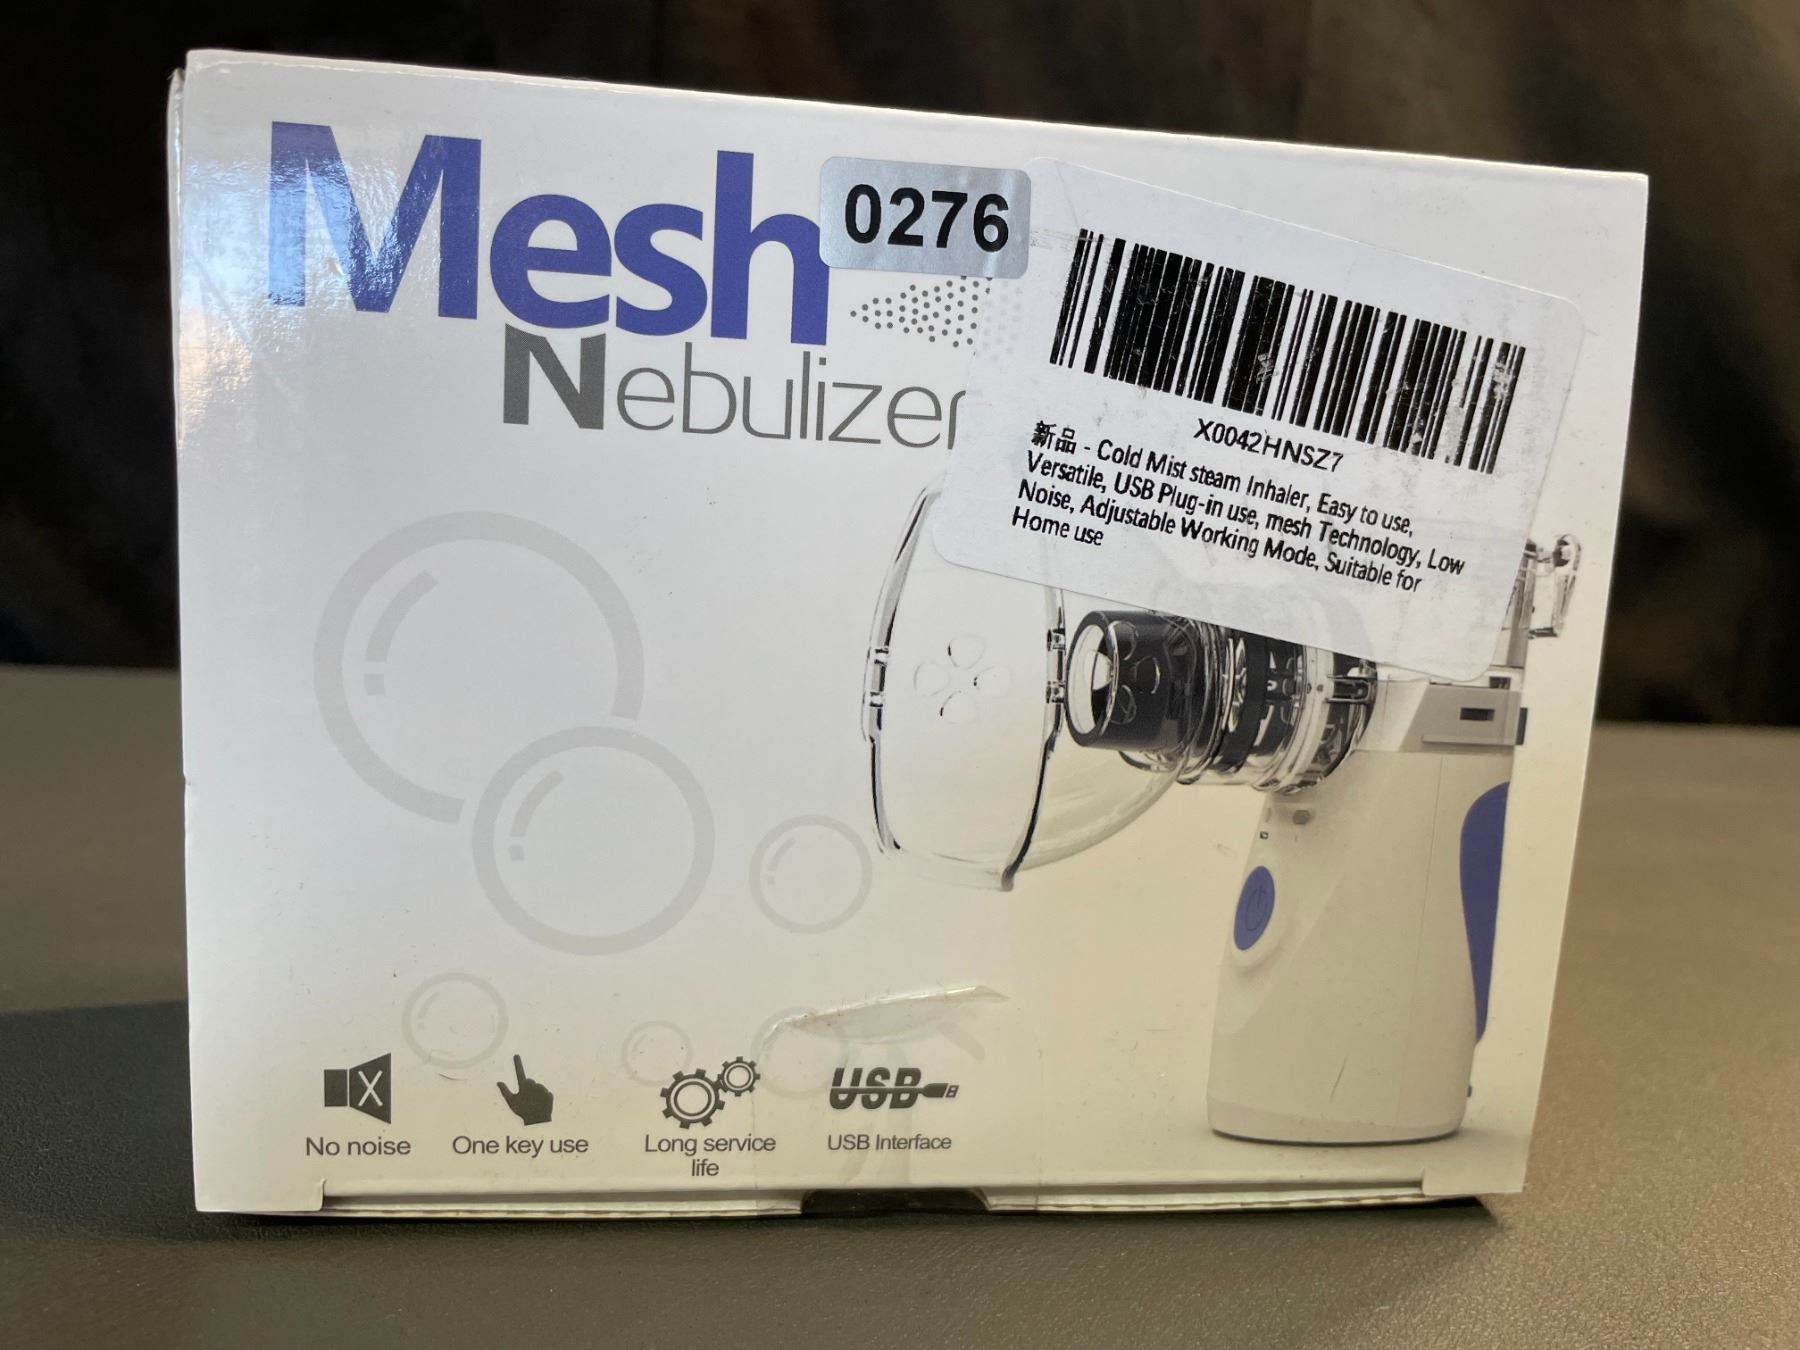 Mesh
0276
Nebulizer
X0042HNSZ7
新品 - Cold Mist steam Inhaler, Easy to use,
Versatile, USB Plug-in use, mesh Technology, Low
Noise, Adjustable Working Mode, Suitable for
Home use
No noise
One key use
Long service
life
USB
USB Interface